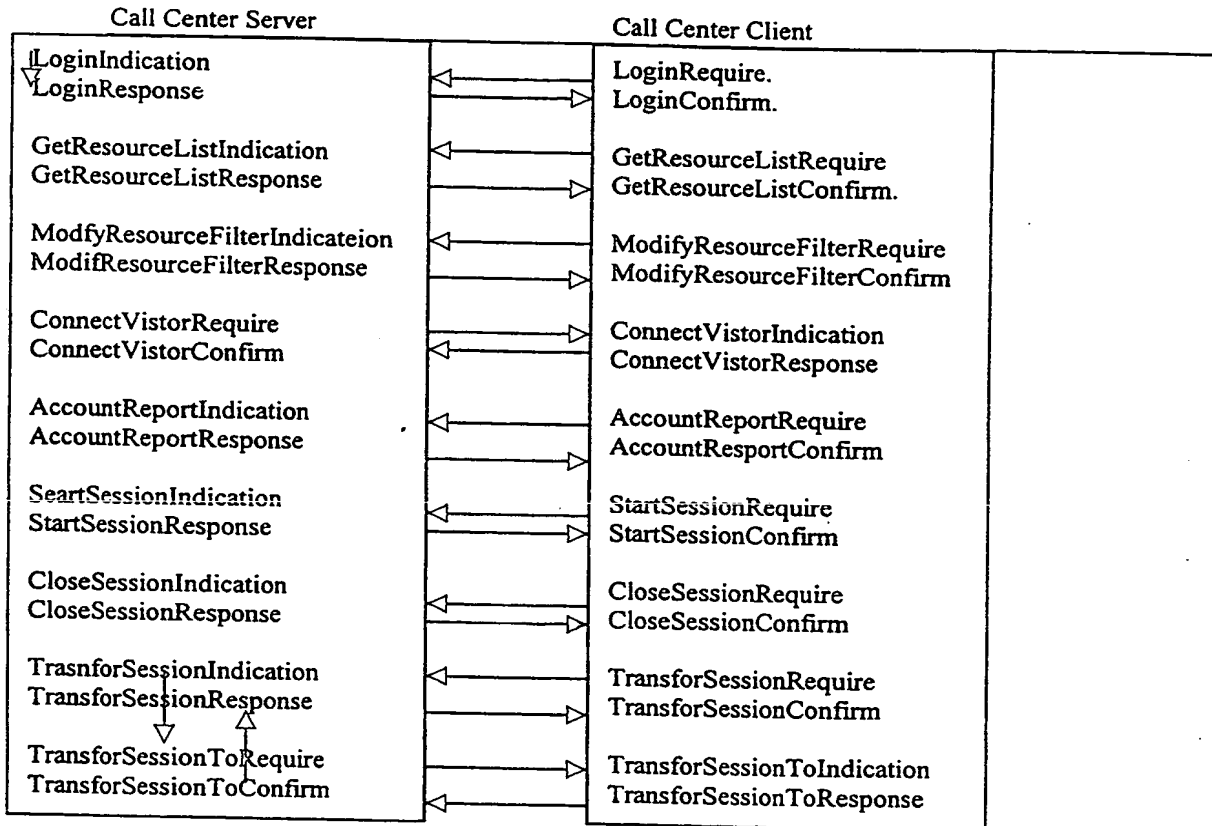 Call Center Server
Call Center Client
LoginIndication
LoginResponse
LoginRequire.
LoginConfirm.
GetResourceListIndication
GetResourceListResponse
GetResourceListRequire
GetResourceListConfirm.
ModfyResourceFilterIndicateion
ModifResourceFilterResponse
ModifyResourceFilterRequire
ModifyResourceFilterConfirm
ConnectVistorRequire
ConnectVistorConfirm
ConnectVistorIndication
ConnectVistorResponse
AccountReportIndication
AccountReportResponse
AccountReportRequire
AccountResportConfirm
SeartSessionIndication
StartSessionResponse
StartSessionRequire
StartSessionConfirm
CloseSessionIndication
CloseSessionResponse
CloseSessionRequire
CloseSessionConfirm
TrasnforSessionIndication
TransforSessionResponse
TransforSessionRequire
TransforSessionConfirm
TransforSessionToRequire
TransforSessionToConfirm
TransforSessionToIndication
TransforSessionToResponse